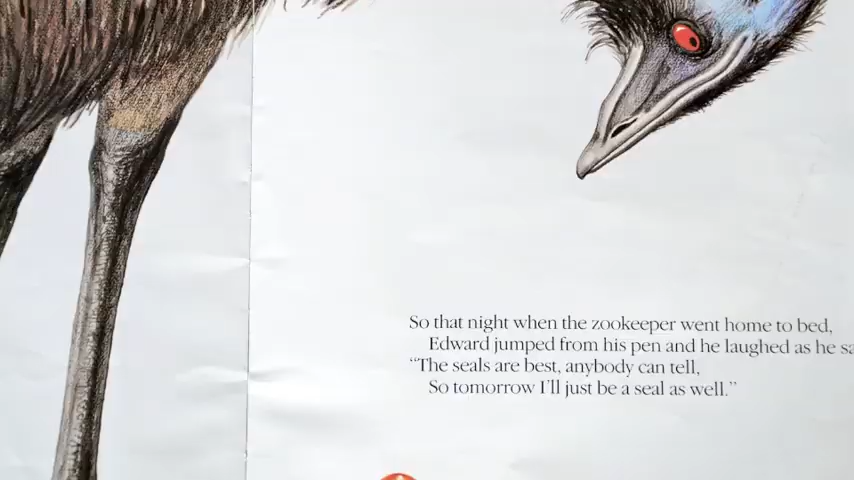 So that night when the zookeeper went home to bed,
Edward jumped from his pen and he laughed as he
“The seals are best, anybody can tell,
So tomorrow I’ll just be a seal as well.”